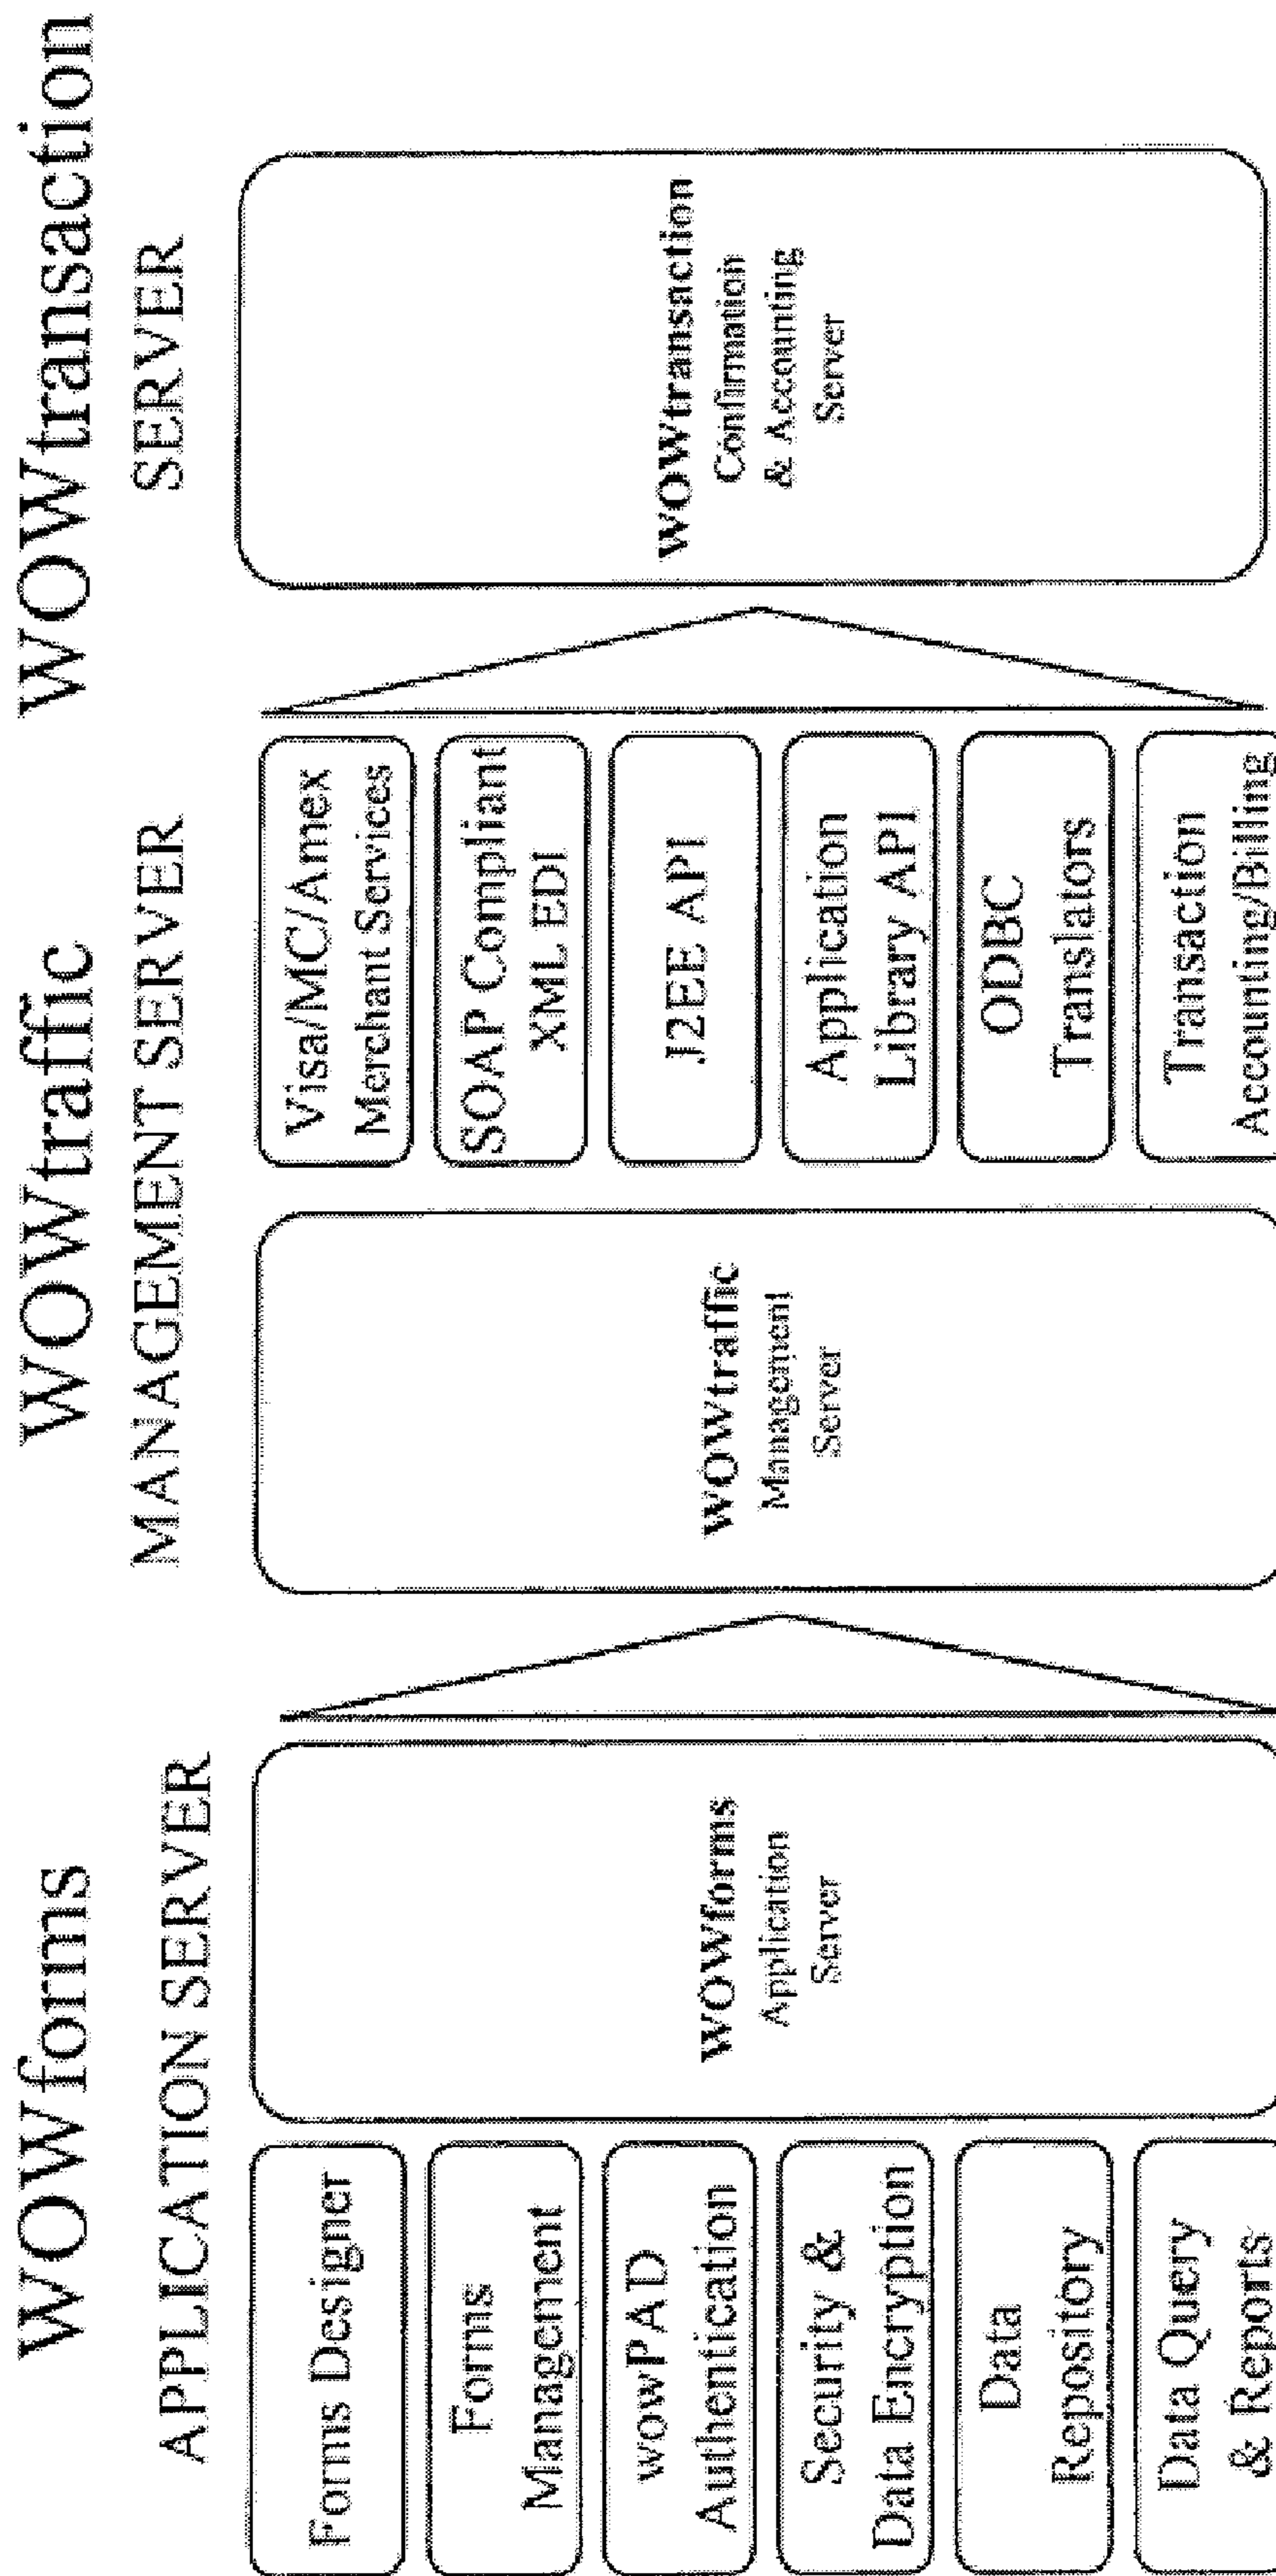 WOWforms
APPLICATION SERVER
Forms Designer
Forms
Management
wowPAD
Authentication
Security &
Data Encryption
Data
Repository
Data Query
& Reports
WOWforms
Application
Server
WOWtraffic
MANAGEMENT SERVER
WOWtraffic
Management
Server
Visa/MC/Amex
Merchant Services
SOAP Compliant
XML EDI
J2EE API
Application
Library API
ODBC
Translators
Transaction
Accounting/Billing
WOWtransaction
SERVER
WOWtransaction
Confirmation
& Accounting
Server